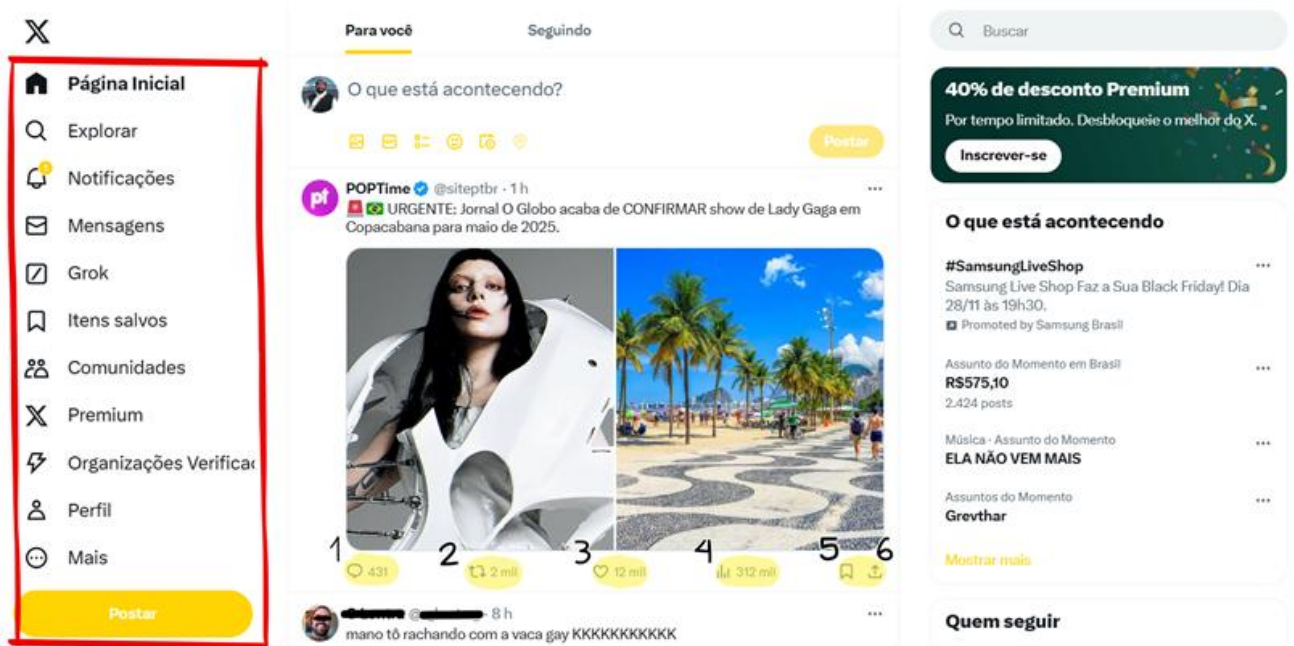 Página Inicial
Explorar
Notificações
Mensagens
Grok
Itens salvos
Comunidades
Premium
Organizações Verificac
Perfil
Mais
Postar
Para você
Seguindo
O que está acontecendo?
Postar
POPTime @siteptbr · 1 h
URGENTE: Jornal O Globo acaba de CONFIRMAR show de Lady Gaga em
Copacabana para maio de 2025.
1 2 3 4 5 6
431 2 mil 12 mil 312 mil
@ · 8 h
mano tô rachando com a vaca gay KKKKKKKKKKK
Buscar
40% de desconto Premium
Por tempo limitado. Desbloqueie o melhor do X.
Inscrever-se
O que está acontecendo
#SamsungLiveShop
Samsung Live Shop Faz a Sua Black Friday! Dia
28/11 às 19h30.
Promoted by Samsung Brasil
Assunto do Momento em Brasil
R$575,10
2.424 posts
Música · Assunto do Momento
ELA NÃO VEM MAIS
Assuntos do Momento
Grevthar
Mostrar mais
Quem seguir